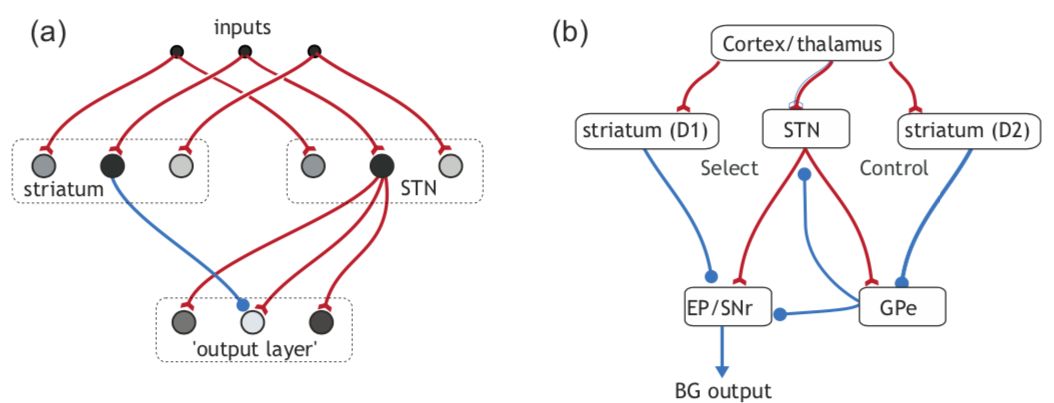 (a)
inputs
striatum
STN
'output layer'
(b)
Cortex/thalamus
striatum (D1)
STN
striatum (D2)
Select
Control
EP/SNr
GPe
BG output